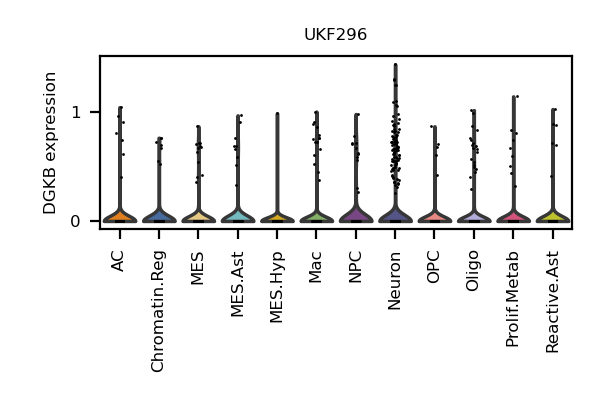 UKF296
DGKB expression
1
0
AC
Chromatin.Reg
MES
MES.Ast
MES.Hyp
Mac
NPC
Neuron
OPC
Oligo
Prolif.Metab
Reactive.Ast